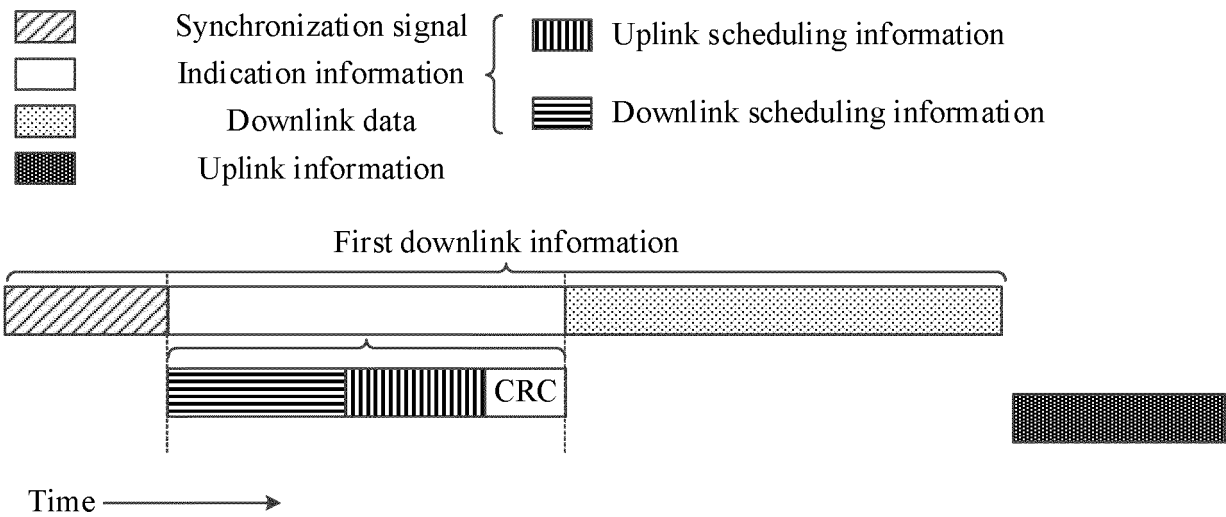 Synchronization signal
Uplink scheduling information
Indication information
Downlink scheduling information
Downlink data
Uplink information
First downlink information
CRC
Time